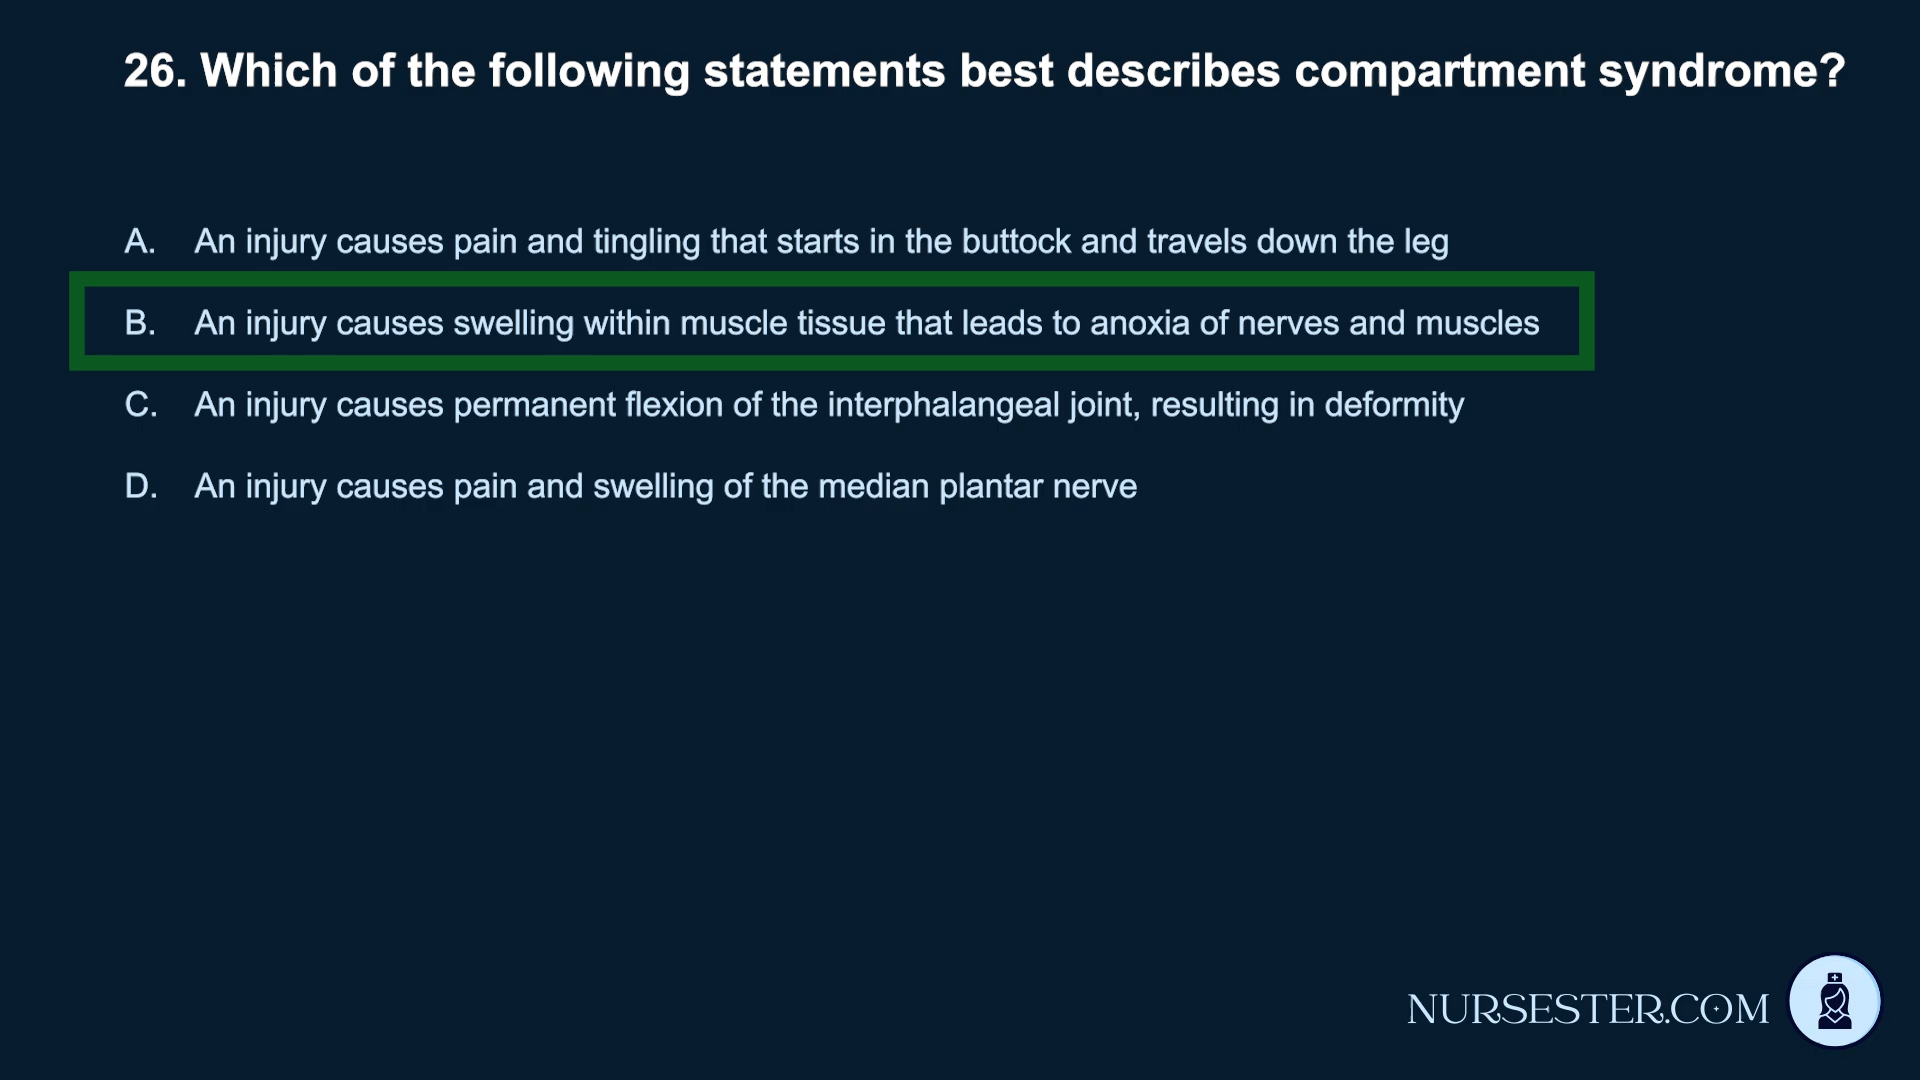 26. Which of the following statements best describes compartment syndrome?
A. An injury causes pain and tingling that starts in the buttock and travels down the leg
B. An injury causes swelling within muscle tissue that leads to anoxia of nerves and muscles
C. An injury causes permanent flexion of the interphalangeal joint, resulting in deformity
D. An injury causes pain and swelling of the median plantar nerve
NURSESTER.COM